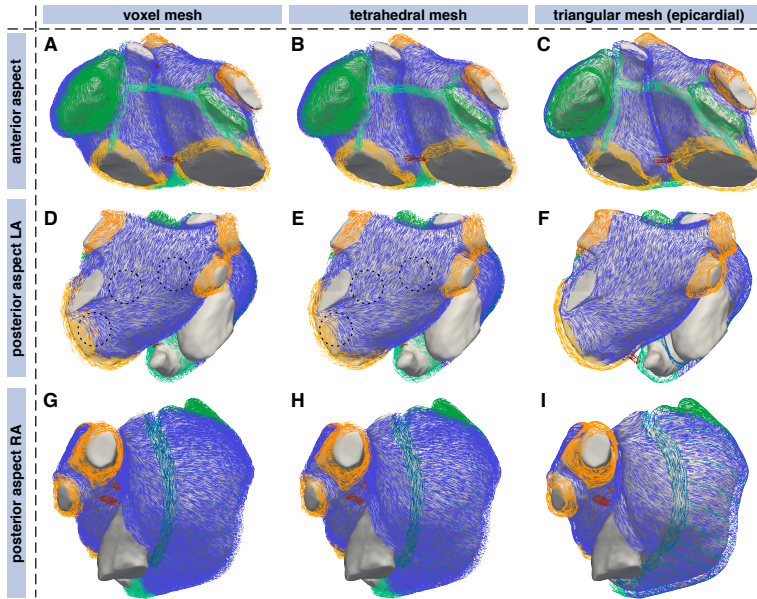 voxel mesh
tetrahedral mesh
triangular mesh (epicardial)
anterior aspect
A
B
C
posterior aspect LA
D
E
F
posterior aspect RA
G
H
I